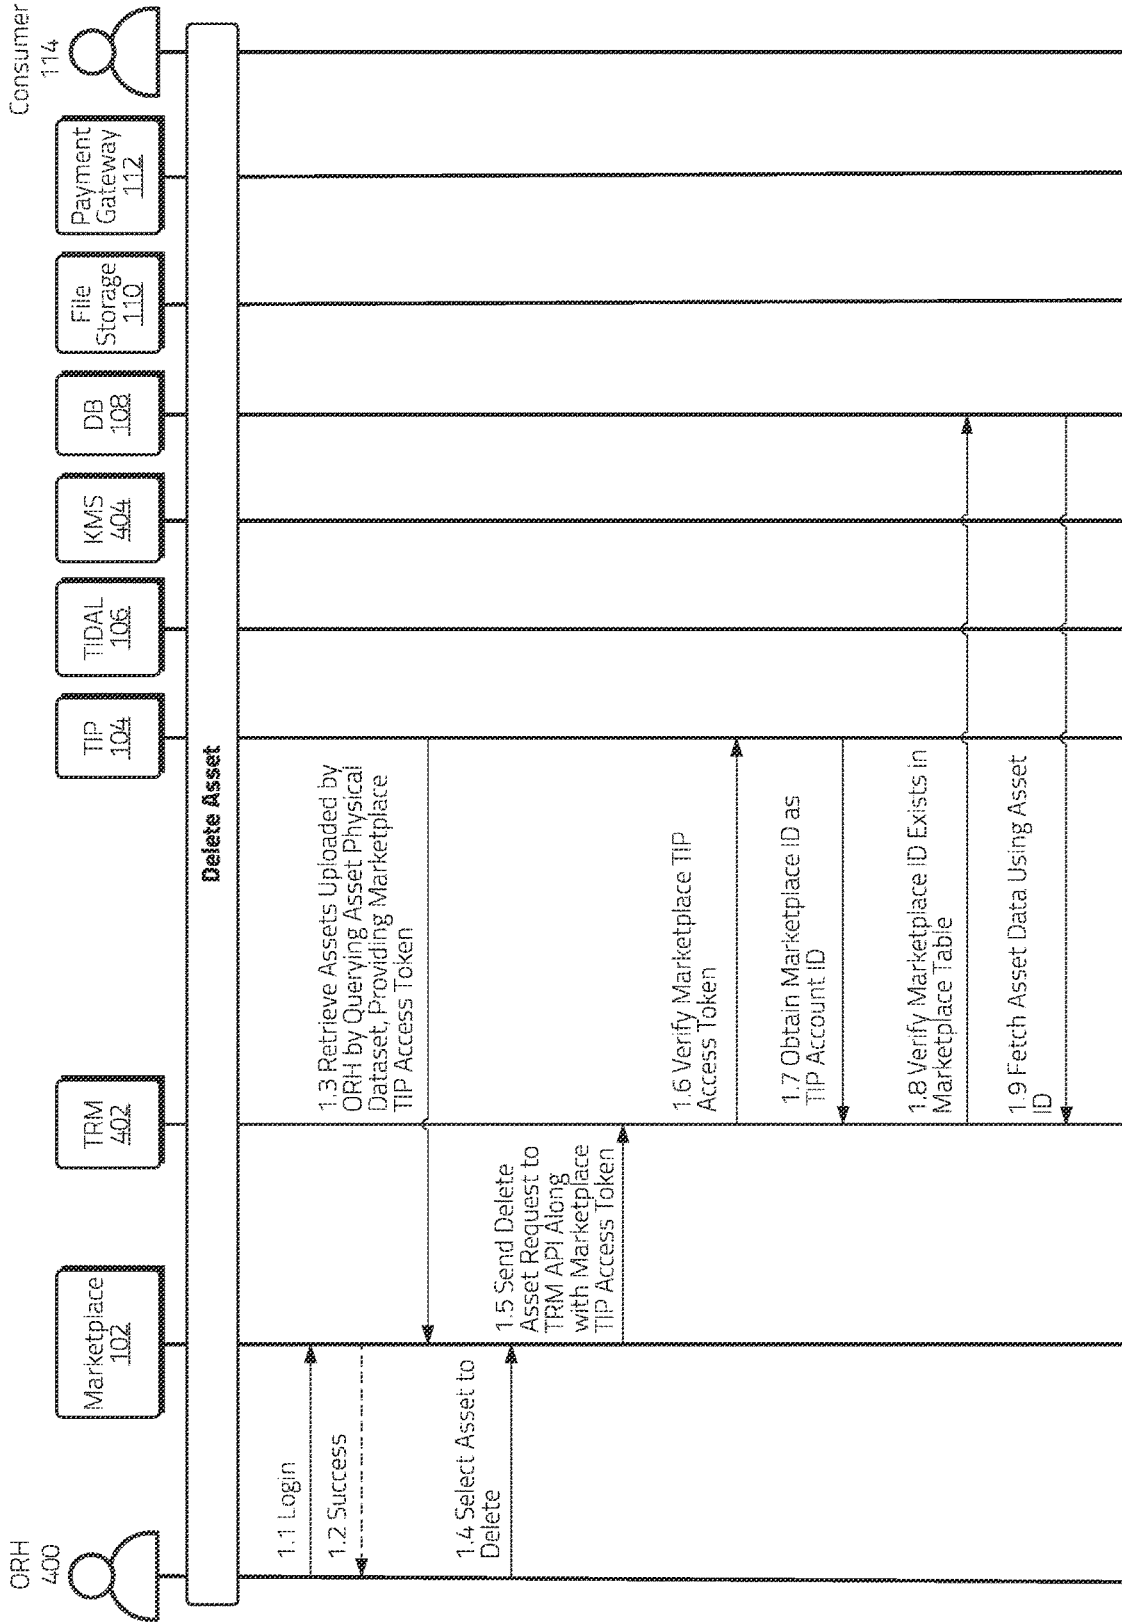 ORH
400
Marketplace
102
TRM
402
TIP
104
TIDAL
106
KMS
404
DB
108
File
Storage
110
Payment
Gateway
112
Consumer
114
Delete Asset
1.1 Login
1.2 Success
1.3 Retrieve Assets Uploaded by
ORH by Querying Asset Physical
Dataset, Providing Marketplace
TIP Access Token
1.4 Select Asset to
Delete
1.5 Send Delete
Asset Request to
TRM API Along
with Marketplace
TIP Access Token
1.6 Verify Marketplace TIP
Access Token
1.7 Obtain Marketplace ID as
TIP Account ID
1.8 Verify Marketplace ID Exists in
Marketplace Table
1.9 Fetch Asset Data Using Asset
ID